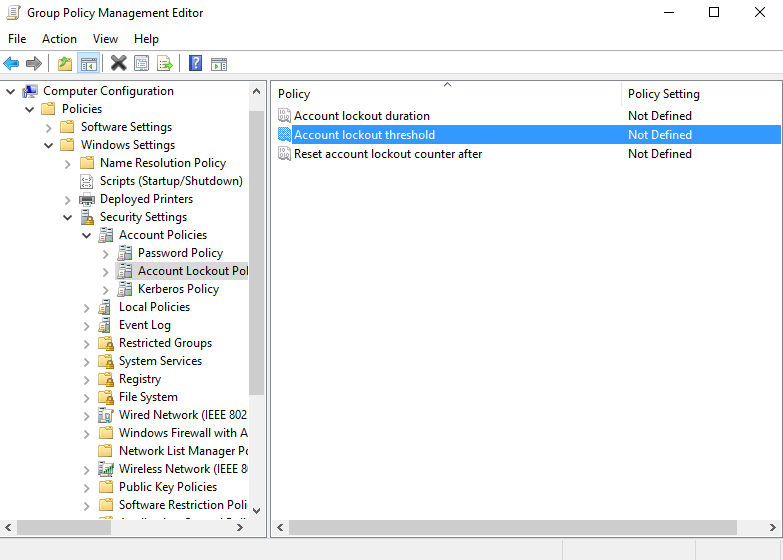 Group Policy Management Editor
File Action View Help
Computer Configuration
Policies
Software Settings
Windows Settings
Name Resolution Policy
Scripts (Startup/Shutdown)
Deployed Printers
Security Settings
Account Policies
Password Policy
Account Lockout Pol
Kerberos Policy
Local Policies
Event Log
Restricted Groups
System Services
Registry
File System
Wired Network (IEEE 802
Windows Firewall with A
Network List Manager Po
Wireless Network (IEEE 8
Public Key Policies
Software Restriction Poli
Policy Policy Setting
Account lockout duration Not Defined
Account lockout threshold Not Defined
Reset account lockout counter after Not Defined